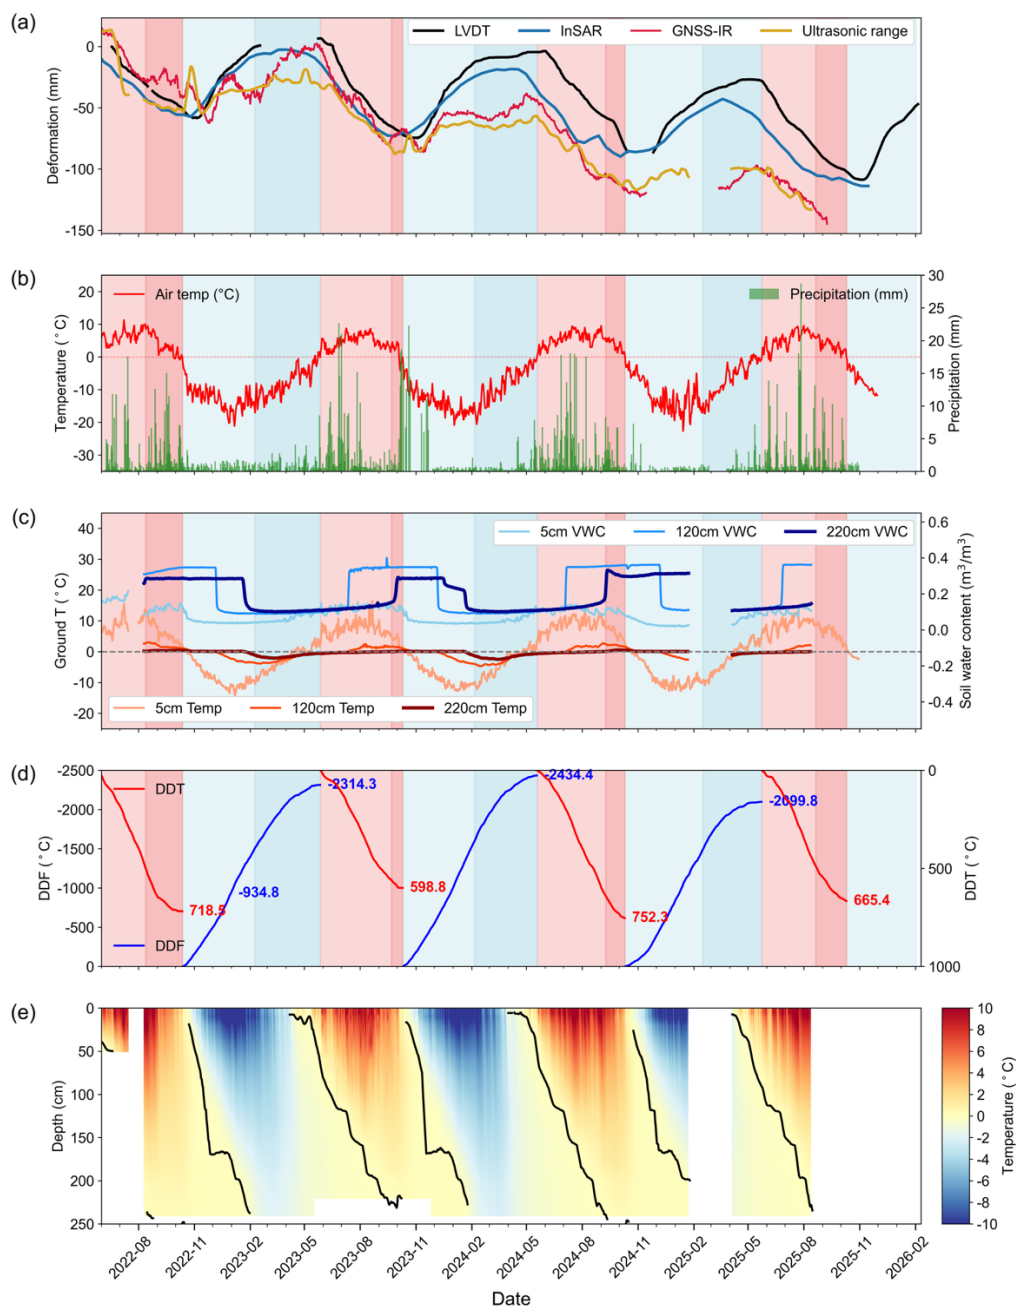 (a)
LVDT InSAR GNSS-IR Ultrasonic range
Deformation (mm)
0
-50
-100
-150
(b)
Air temp (°C)
Precipitation (mm)
Temperature (°C)
20
10
0
-10
-20
-30
Precipitation (mm)
30
25
20
15
10
5
0
(c)
5cm VWC 120cm VWC 220cm VWC
Ground T (°C)
40
30
20
10
0
-10
-20
Soil water content (m³/m³)
0.6
0.4
0.2
0.0
-0.2
-0.4
5cm Temp 120cm Temp 220cm Temp
(d)
DDT
DDF
DDF (°C)
-2500
-2000
-1500
-1000
-500
0
DDT (°C)
0
500
1000
718.5
-934.8
-2314.3
598.8
-2434.4
752.3
-2099.8
665.4
(e)
Depth (cm)
0
50
100
150
200
250
Temperature (°C)
10
8
6
4
2
0
-2
-4
-6
-8
-10
2022-08 2022-11 2023-02 2023-05 2023-08 2023-11 2024-02 2024-05 2024-08 2024-11 2025-02 2025-05 2025-08 2025-11 2026-02
Date